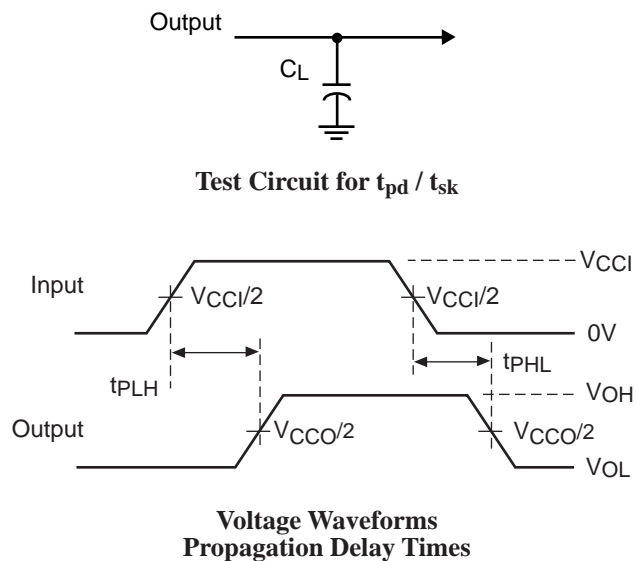 Output
CL
Test Circuit for tpd / tsk
VCCI
Input
VCCI/2
VCCI/2
0V
tPLH
tPHL
VOH
Output
VCCO/2
VCCO/2
VOL
Voltage Waveforms
Propagation Delay Times